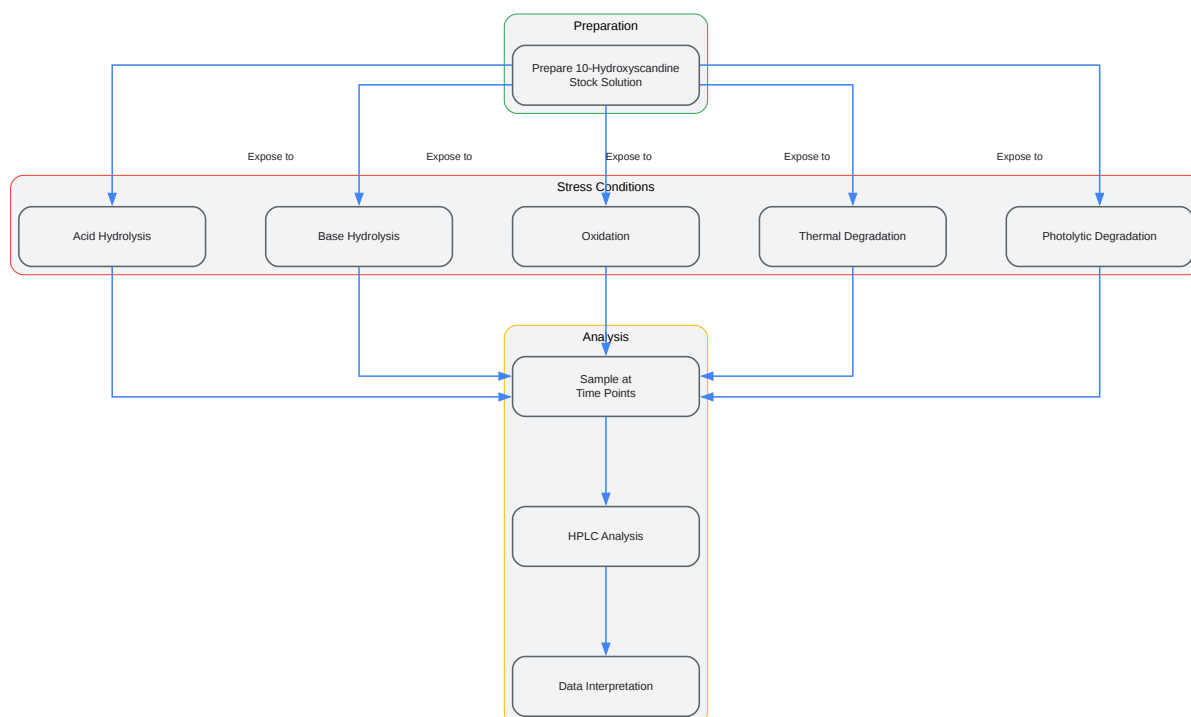 Preparation
Prepare 10-Hydroxyscandine
Stock Solution
Expose to
Expose to
Expose to
Expose to
Expose to
Stress Conditions
Acid Hydrolysis
Base Hydrolysis
Oxidation
Thermal Degradation
Photolytic Degradation
Analysis
Sample at
Time Points
HPLC Analysis
Data Interpretation